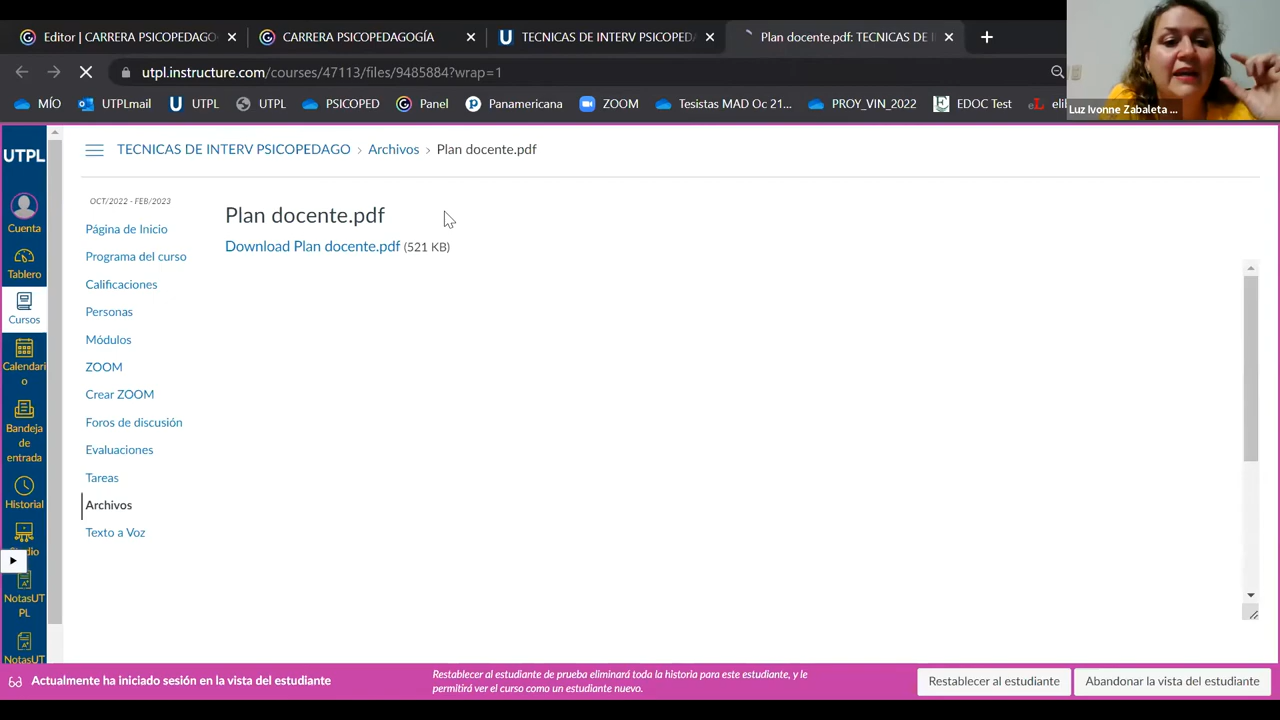 Editor | CARRERA PSICOPEDAGO
CARRERA PSICOPEDAGOGÍA
TECNICAS DE INTERV PSICOPEDA
Plan docente.pdf: TECNICAS DE I
utpl.instructure.com/courses/47113/files/9485884?wrap=1
MÍO
UTPLmail
UTPL
UTPL
PSICOPED
Panel
Panamericana
ZOOM
Tesistas MAD Oc 21...
PROY_VIN_2022
EDOC Test
Luz Ivonne Zabaleta ...
UTPL
Cuenta
Tablero
Cursos
Calendari
o
Bandeja
de
entrada
Historial
NotasUT
PL
NotasUT
TECNICAS DE INTERV PSICOPEDAGO > Archivos > Plan docente.pdf
OCT/2022 - FEB/2023
Página de Inicio
Programa del curso
Calificaciones
Personas
Módulos
ZOOM
Crear ZOOM
Foros de discusión
Evaluaciones
Tareas
Archivos
Texto a Voz
Plan docente.pdf
Download Plan docente.pdf (521 KB)
Actualmente ha iniciado sesión en la vista del estudiante
Restablecer al estudiante de prueba eliminará toda la historia para este estudiante, y le
permitirá ver el curso como un estudiante nuevo.
Restablecer al estudiante
Abandonar la vista del estudiante